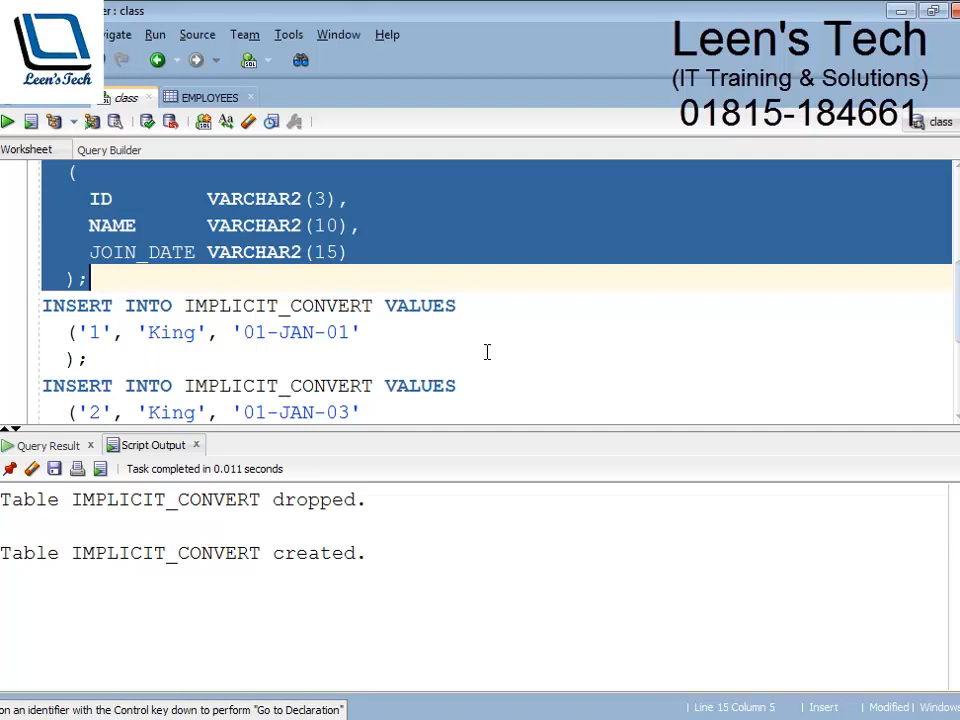 er : class
Leen's Tech
(IT Training & Solutions)
01815-184661
Leen'sTech
vigate Run Source Team Tools Window Help
class EMPLOYEES
class
Worksheet Query Builder
(
ID VARCHAR2(3),
NAME VARCHAR2(10),
JOIN_DATE VARCHAR2(15)
);
INSERT INTO IMPLICIT_CONVERT VALUES
('1', 'King', '01-JAN-01'
);
INSERT INTO IMPLICIT_CONVERT VALUES
('2', 'King', '01-JAN-03'
Query Result x Script Output x
Task completed in 0.011 seconds
Table IMPLICIT_CONVERT dropped.
Table IMPLICIT_CONVERT created.
on an identifier with the Control key down to perform "Go to Declaration"
Line 15 Column 5 Insert Modified Windows